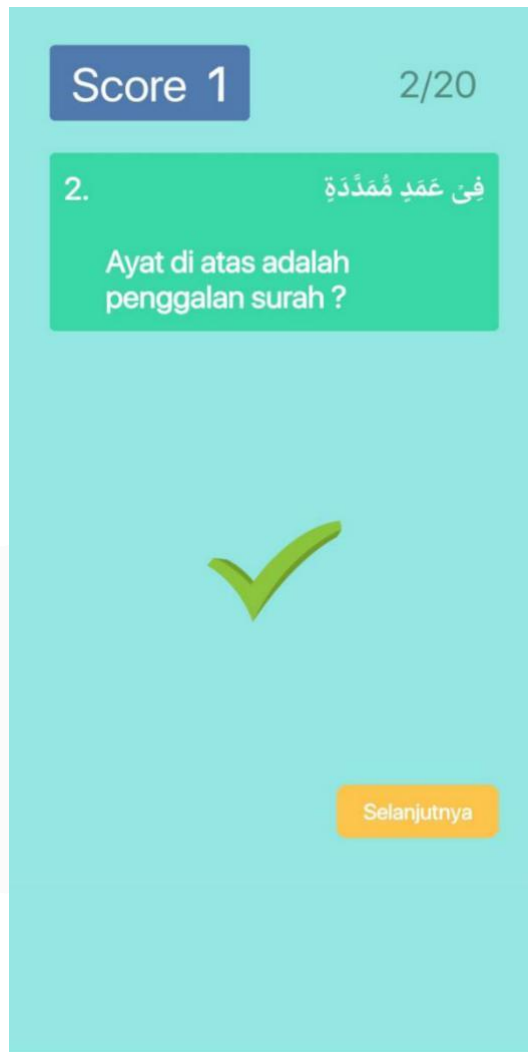 Score 1
2/20
2. فِىْ عَمَدٍ مُّمَدَّدَةٍ
Ayat di atas adalah
penggalan surah ?
Selanjutnya